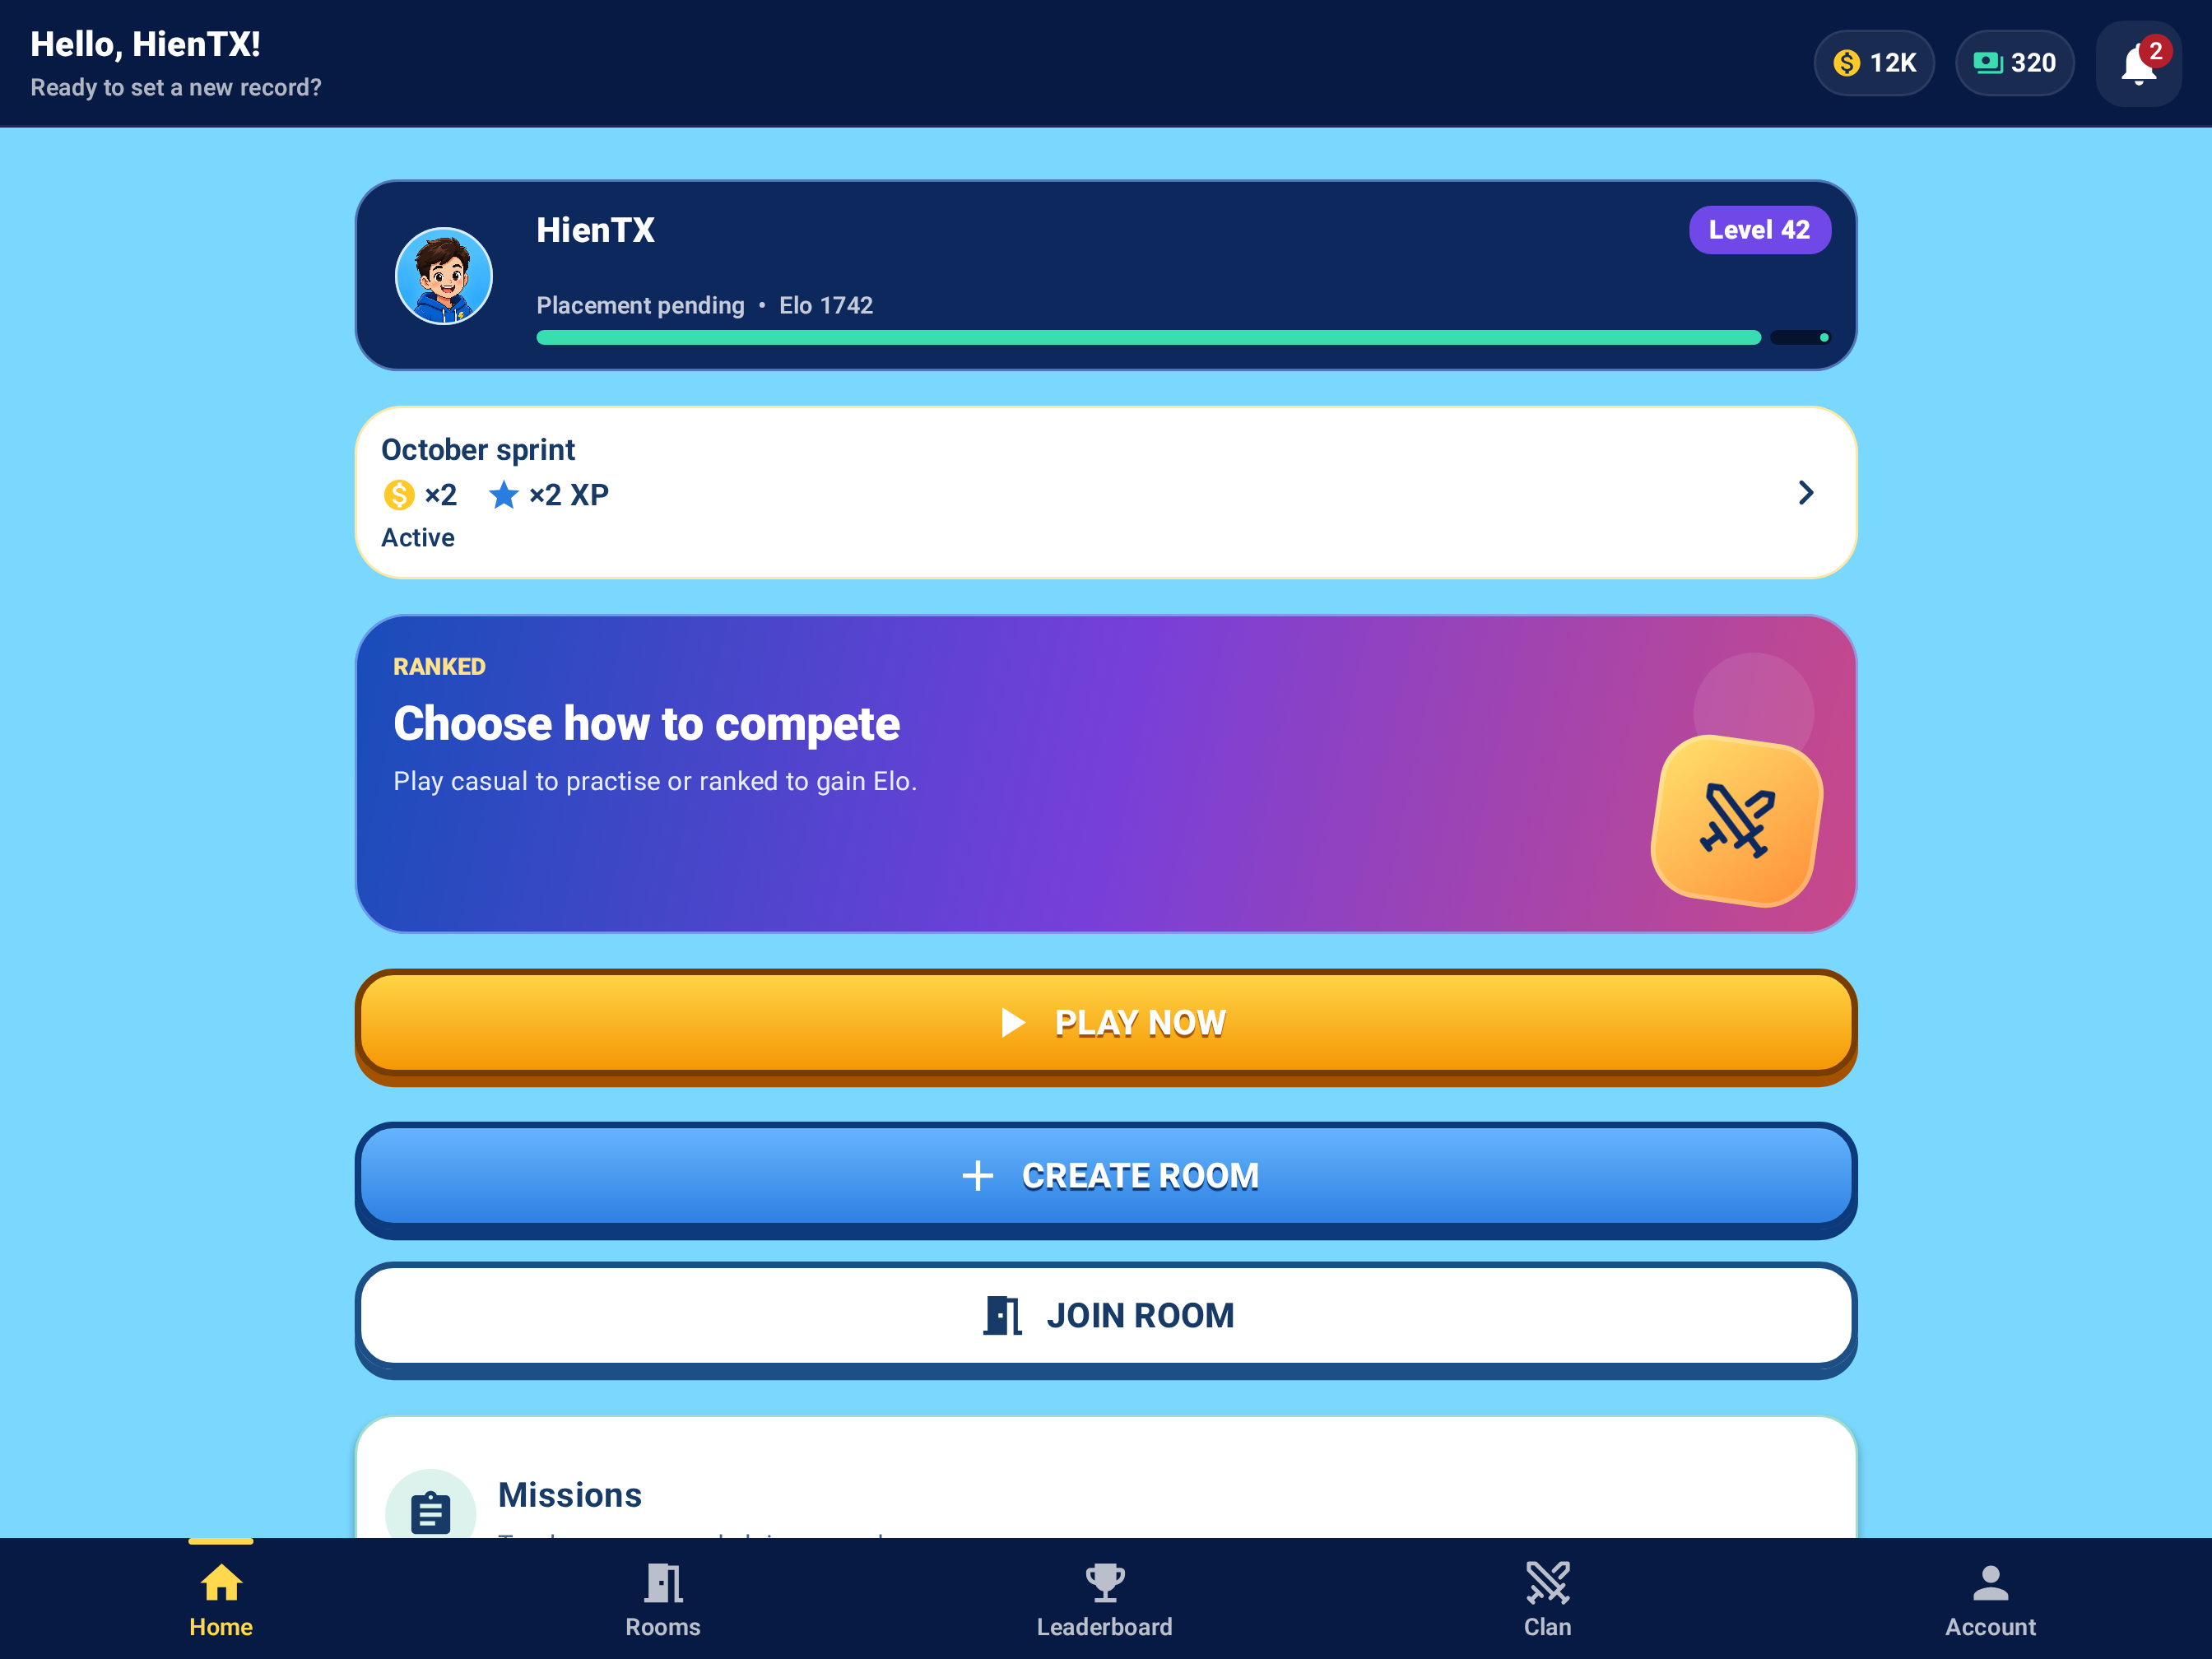 Hello, HienTX!
Ready to set a new record?
12K
320
2
HienTX
Level 42
Placement pending • Elo 1742
October sprint
×2 ×2 XP
Active
RANKED
Choose how to compete
Play casual to practise or ranked to gain Elo.
PLAY NOW
CREATE ROOM
JOIN ROOM
Missions
Home
Rooms
Leaderboard
Clan
Account